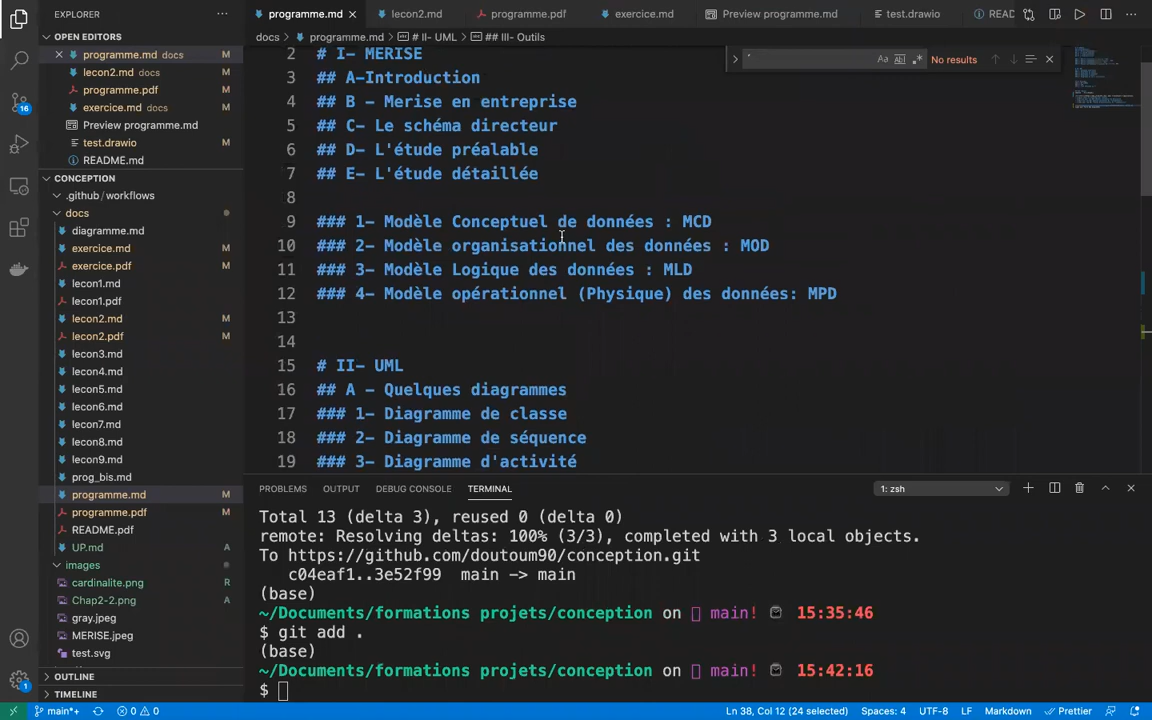 EXPLORER
programme.md
lecon2.md
programme.pdf
exercice.md
Preview programme.md
test.drawio
READ
docs > programme.md > # II- UML > ## III- Outils
"
Aa
No results
OPEN EDITORS
programme.md docs M
lecon2.md docs M
programme.pdf M
exercice.md docs M
Preview programme.md
test.drawio M
README.md
CONCEPTION
.github/workflows
docs
diagramme.md
exercice.md M
exercice.pdf M
lecon1.md
lecon1.pdf
lecon2.md M
lecon2.pdf M
lecon3.md
lecon4.md
lecon5.md
lecon6.md
lecon7.md
lecon8.md
lecon9.md
prog_bis.md
programme.md M
programme.pdf M
README.pdf
UP.md A
images
cardinalite.png R
Chap2-2.png A
gray.jpeg
MERISE.jpeg
test.svg
OUTLINE
TIMELINE
16
1
2 # I- MERISE
3 ## A-Introduction
4 ## B - Merise en entreprise
5 ## C- Le schéma directeur
6 ## D- L'étude préalable
7 ## E- L'étude détaillée
8
9 ### 1- Modèle Conceptuel de données : MCD
10 ### 2- Modèle organisationnel des données : MOD
11 ### 3- Modèle Logique des données : MLD
12 ### 4- Modèle opérationnel (Physique) des données: MPD
13
14
15 # II- UML
16 ## A - Quelques diagrammes
17 ### 1- Diagramme de classe
18 ### 2- Diagramme de séquence
19 ### 3- Diagramme d'activité
PROBLEMS OUTPUT DEBUG CONSOLE TERMINAL
1: zsh
Total 13 (delta 3), reused 0 (delta 0)
remote: Resolving deltas: 100% (3/3), completed with 3 local objects.
To https://github.com/doutoum90/conception.git
c04eaf1..3e52f99 main -> main
(base)
~/Documents/formations projets/conception on main! 15:35:46
$ git add .
(base)
~/Documents/formations projets/conception on main! 15:42:16
$
main*+ 0 0 Ln 38, Col 12 (24 selected) Spaces: 4 UTF-8 LF Markdown Prettier